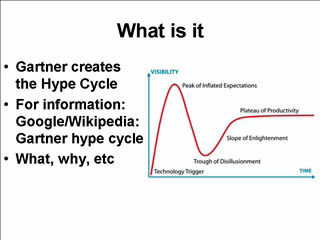 What is it
• Gartner creates
the Hype Cycle
• For information:
Google/Wikipedia:
Gartner hype cycle
• What, why, etc
VISIBILITY
Peak of Inflated Expectations
Plateau of Productivity
Slope of Enlightenment
Trough of Disillusionment
Technology Trigger
TIME